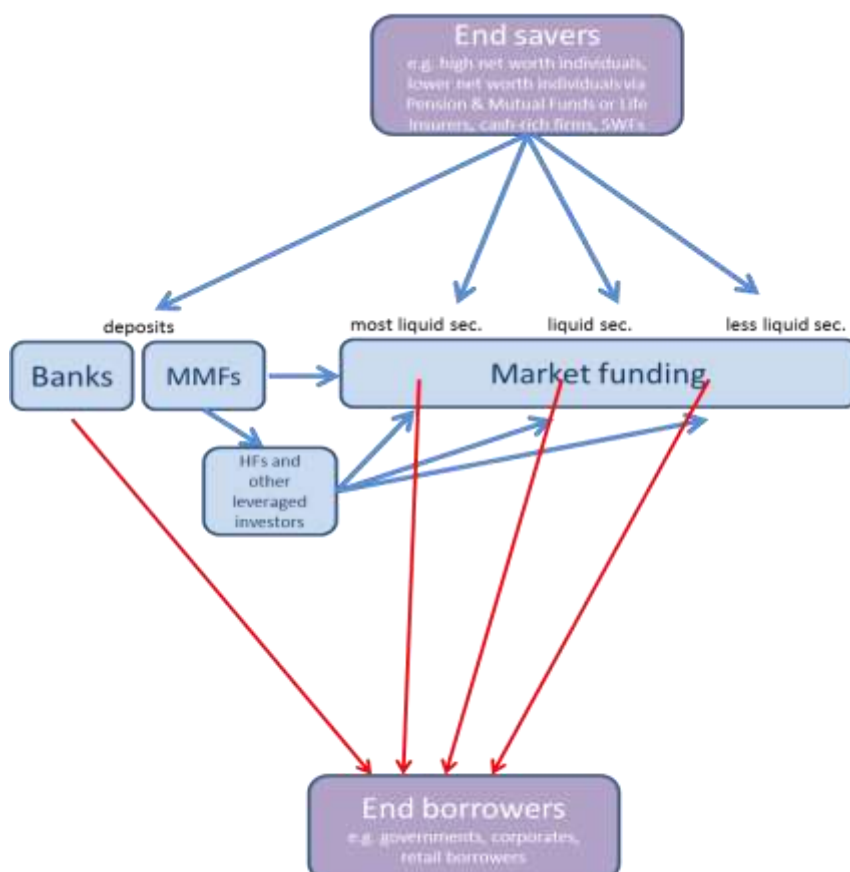 End savers
e.g. high net worth individuals,
lower net worth individuals via
Pension & Mutual Funds or Life
Insurers, cash-rich firms, SWFs
deposits
most liquid sec.
liquid sec.
less liquid sec.
Banks
MMFs
Market funding
HFs and
other
leveraged
investors
End borrowers
e.g. governments, corporates,
retail borrowers